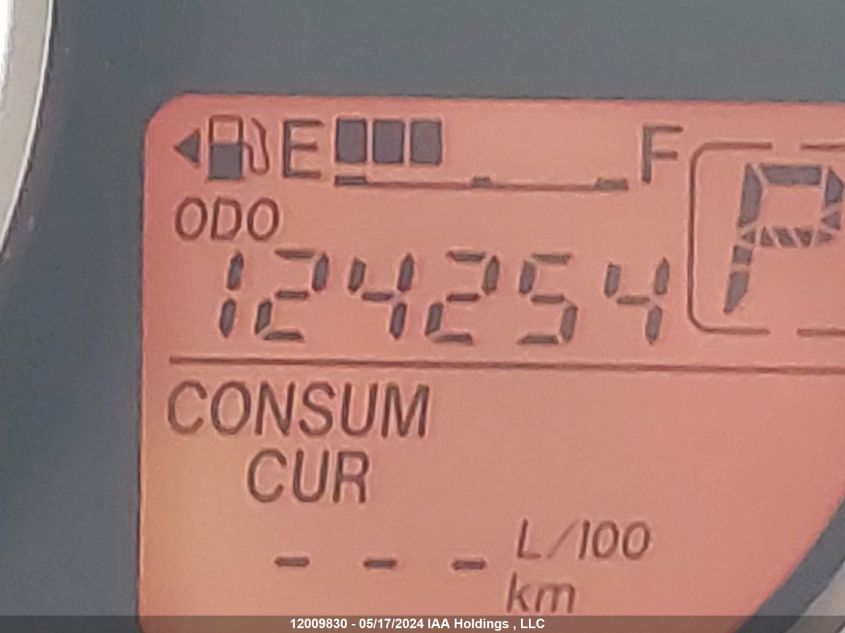 E F
ODO
124254 P
CONSUM
CUR
- - - L/100
km
12009830 - 05/17/2024 IAA Holdings , LLC